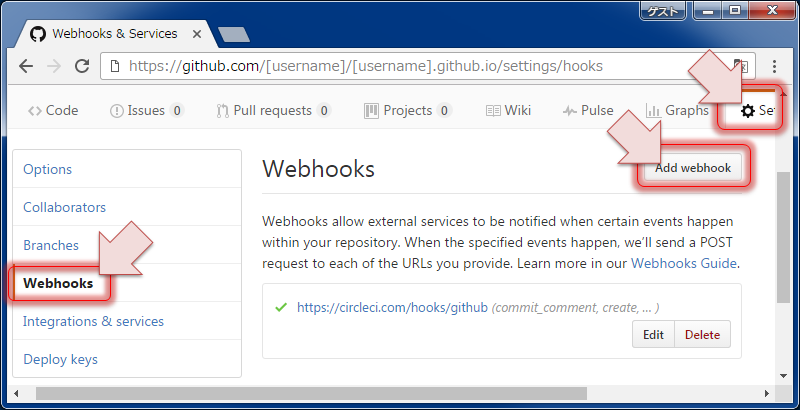 ゲスト
Webhooks & Services
https://github.com/[username]/[username].github.io/settings/hooks
Code Issues 0 Pull requests 0 Projects 0 Wiki Pulse Graphs Set
Options
Collaborators
Branches
Webhooks
Integrations & services
Deploy keys
Webhooks
Add webhook
Webhooks allow external services to be notified when certain events happen
within your repository. When the specified events happen, we’ll send a POST
request to each of the URLs you provide. Learn more in our Webhooks Guide.
https://circleci.com/hooks/github (commit_comment, create, ... )
Edit Delete